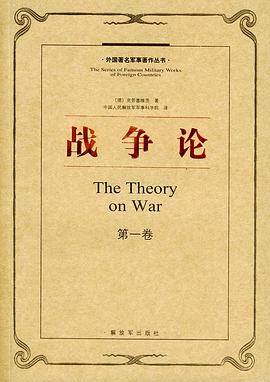 ·外国著名军事著作丛书·
The Series of Famous Military Works
of Foreign Countries
(德) 克劳塞维茨 著
中国人民解放军军事科学院 译
战争论
The Theory
on War
第一卷
解放军出版社